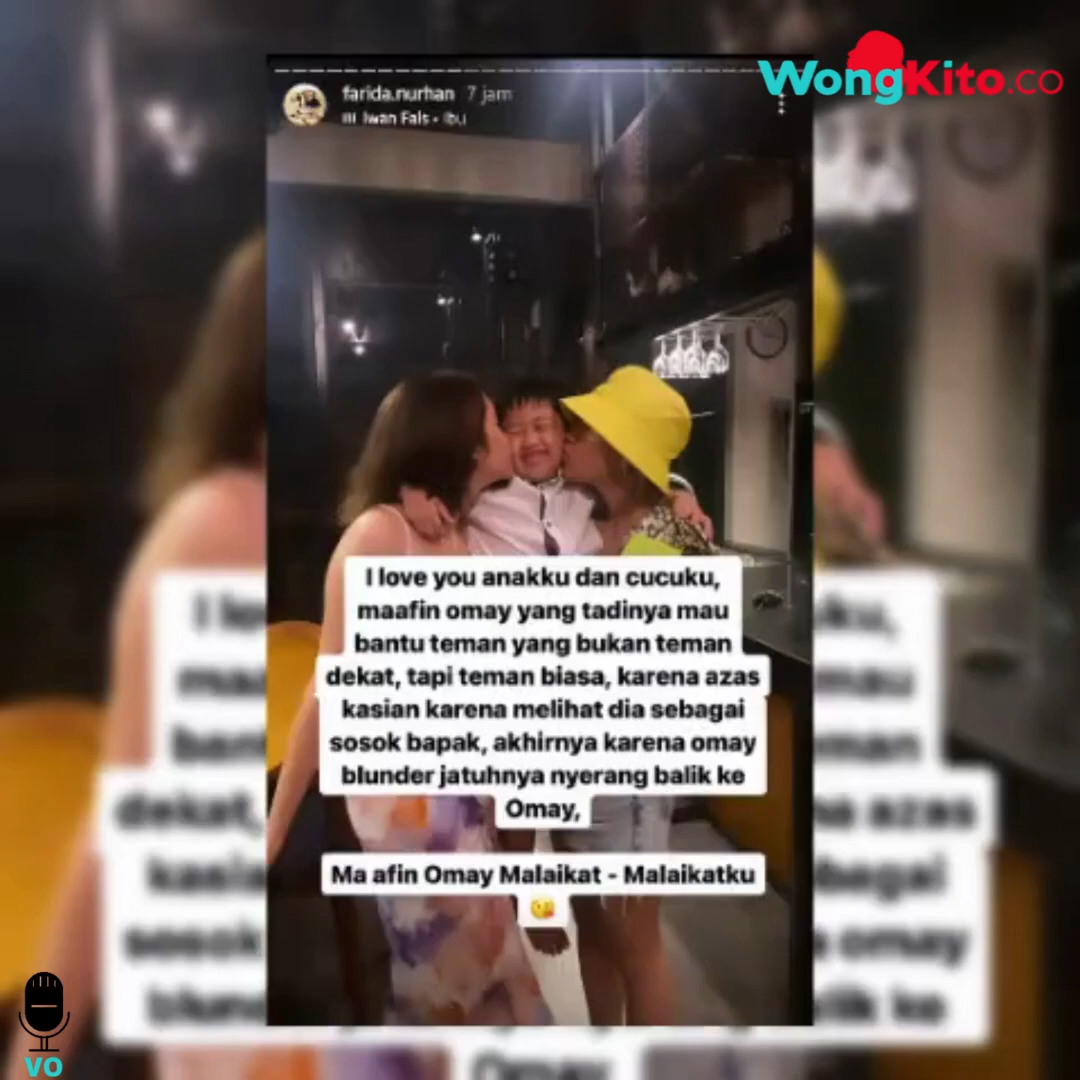 WongKito.co
farida.nurhan 7 jam
Iwan Fals • Ibu
I love you anakku dan cucuku,
maafin omay yang tadinya mau
bantu teman yang bukan teman
dekat, tapi teman biasa, karena azas
kasian karena melihat dia sebagai
sosok bapak, akhirnya karena omay
blunder jatuhnya nyerang balik ke
Omay,
Ma afin Omay Malaikat - Malaikatku
VO